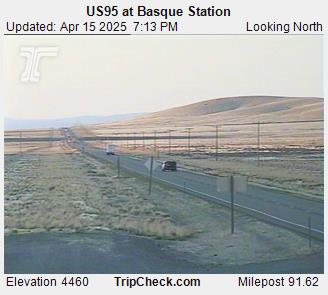 US95 at Basque Station
Updated: Apr 15 2025 7:13 PM Looking North
Elevation 4460 TripCheck.com Milepost 91.62